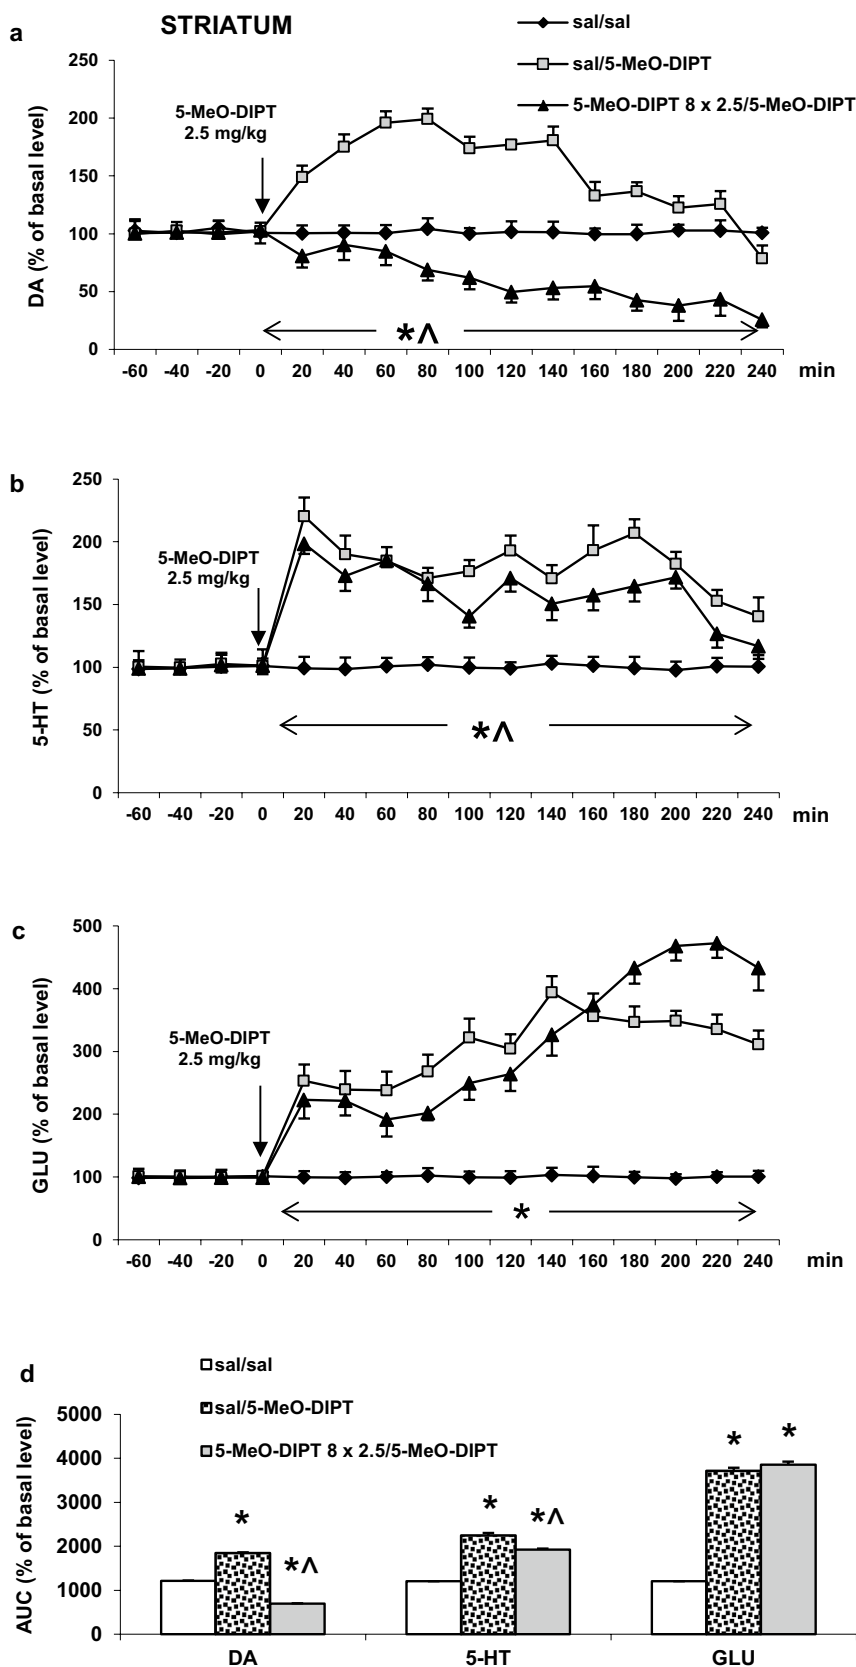 a
STRIATUM
sal/sal
sal/5-MeO-DIPT
5-MeO-DIPT 8 x 2.5/5-MeO-DIPT
DA (% of basal level)
250
200
150
100
50
0
5-MeO-DIPT
2.5 mg/kg
*^
-60 -40 -20 0 20 40 60 80 100 120 140 160 180 200 220 240 min
b
5-HT (% of basal level)
250
200
150
100
50
0
5-MeO-DIPT
2.5 mg/kg
*^
-60 -40 -20 0 20 40 60 80 100 120 140 160 180 200 220 240 min
c
GLU (% of basal level)
500
400
300
200
100
0
5-MeO-DIPT
2.5 mg/kg
*
-60 -40 -20 0 20 40 60 80 100 120 140 160 180 200 220 240 min
d
sal/sal
sal/5-MeO-DIPT
5-MeO-DIPT 8 x 2.5/5-MeO-DIPT
AUC (% of basal level)
5000
4000
3000
2000
1000
0
* *^ * *^ * *
DA 5-HT GLU